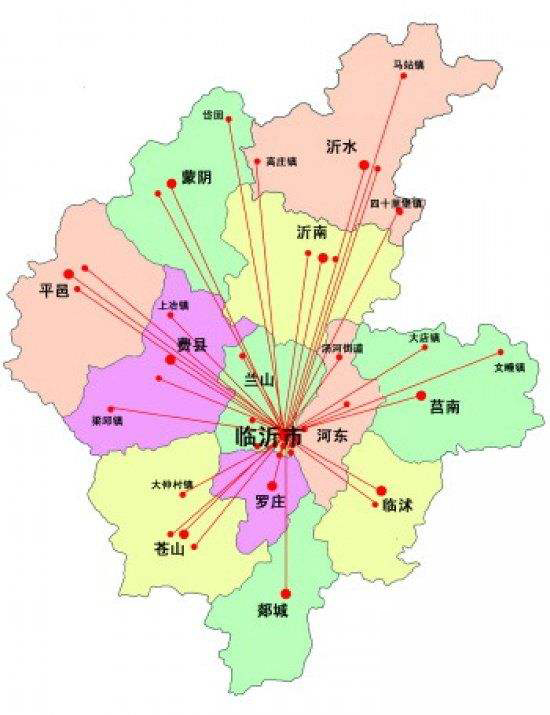 马站镇
岱固
高庄镇
沂水
蒙阴
四十里堡镇
沂南
平邑
上冶镇
费县
汤河街道
大店镇
文疃镇
兰山
莒南
梁邱镇
临沂市
河东
大仲村镇
罗庄
临沭
苍山
郯城